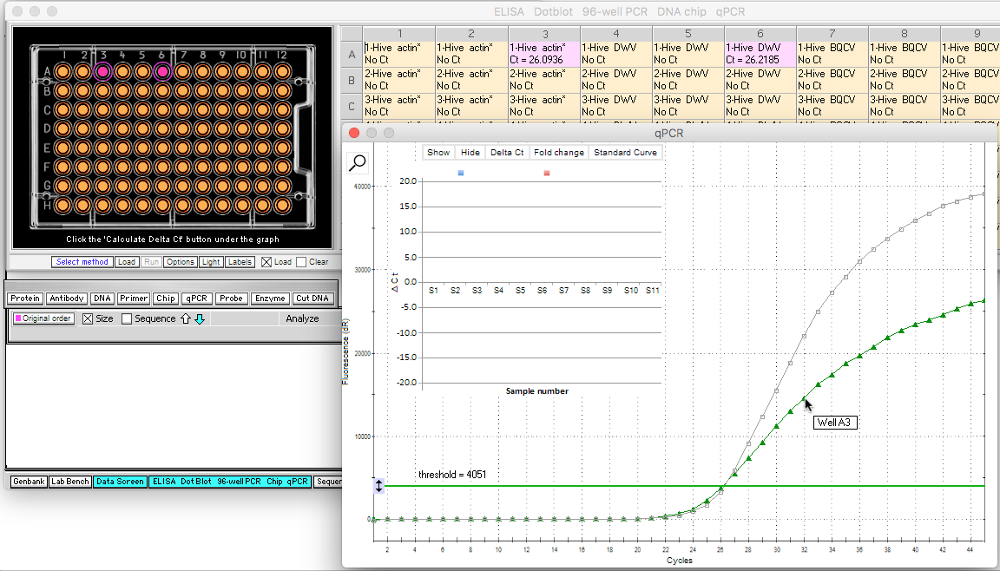 ELISA Dotblot 96-well PCR DNA chip qPCR
1 2 3 4 5 6 7 8 9 10 11 12
A
B
C
D
E
F
G
H
Click the 'Calculate Delta Ct' button under the graph
Select method Load Run Options Light Labels Load Clear
Protein Antibody DNA Primer Chip qPCR Probe Enzyme Cut DNA
Original order Size Sequence Analyze
Genbank Lab Bench Data Screen ELISA Dot Blot 96-well PCR Chip qPCR Sequen
1 2 3 4 5 6 7 8 9
A 1-Hive actin* 1-Hive actin* 1-Hive actin* 1-Hive DWV 1-Hive DWV 1-Hive DWV 1-Hive BQCV 1-Hive BQCV 1-Hive BQCV
No Ct No Ct Ct = 26.0936 No Ct No Ct Ct = 26.2185 No Ct No Ct No Ct
B 2-Hive actin* 2-Hive actin* 2-Hive actin* 2-Hive DWV 2-Hive DWV 2-Hive DWV 2-Hive BQCV 2-Hive BQCV 2-Hive BQCV
No Ct No Ct No Ct No Ct No Ct No Ct No Ct No Ct No Ct
C 3-Hive actin* 3-Hive actin* 3-Hive actin* 3-Hive DWV 3-Hive DWV 3-Hive DWV 3-Hive BQCV 3-Hive BQCV 3-Hive BQCV
No Ct No Ct No Ct No Ct No Ct No Ct No Ct No Ct No Ct
qPCR
Show Hide Delta Ct Fold change Standard Curve
20.0
15.0
10.0
5.0
0.0
-5.0
-10.0
-15.0
-20.0
Δ Ct
S1 S2 S3 S4 S5 S6 S7 S8 S9 S10 S11
Sample number
40000
30000
20000
10000
0
Fluorescence (dR)
Well A3
threshold = 4051
2 4 6 8 10 12 14 16 18 20 22 24 26 28 30 32 34 36 38 40 42 44
Cycles